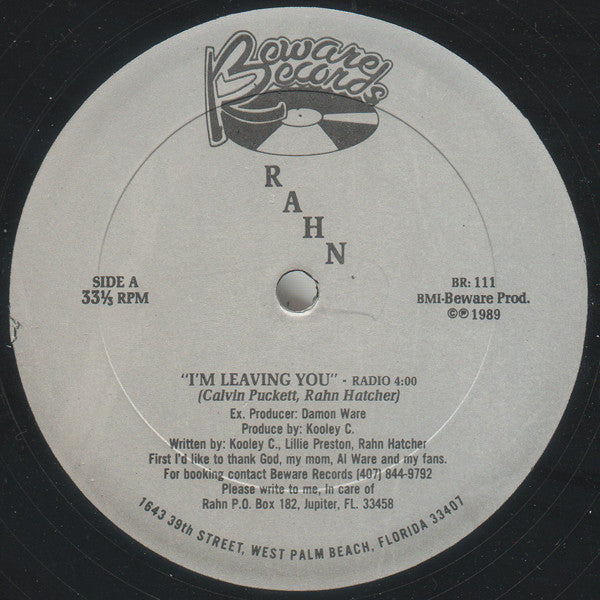 Beware Records
RAHN
SIDE A
33⅓ RPM
BR: 111
BMI-Beware Prod.
©℗ 1989
"I'M LEAVING YOU" - RADIO 4:00
(Calvin Puckett, Rahn Hatcher)
Ex. Producer: Damon Ware
Produce by: Kooley C.
Written by: Kooley C., Lillie Preston, Rahn Hatcher
First I'd like to thank God, my mom, Al Ware and my fans.
For booking contact Beware Records (407) 844-9792
Please write to me, In care of
Rahn P.O. Box 182, Jupiter, FL. 33458
1643 39th STREET, WEST PALM BEACH, FLORIDA 33407